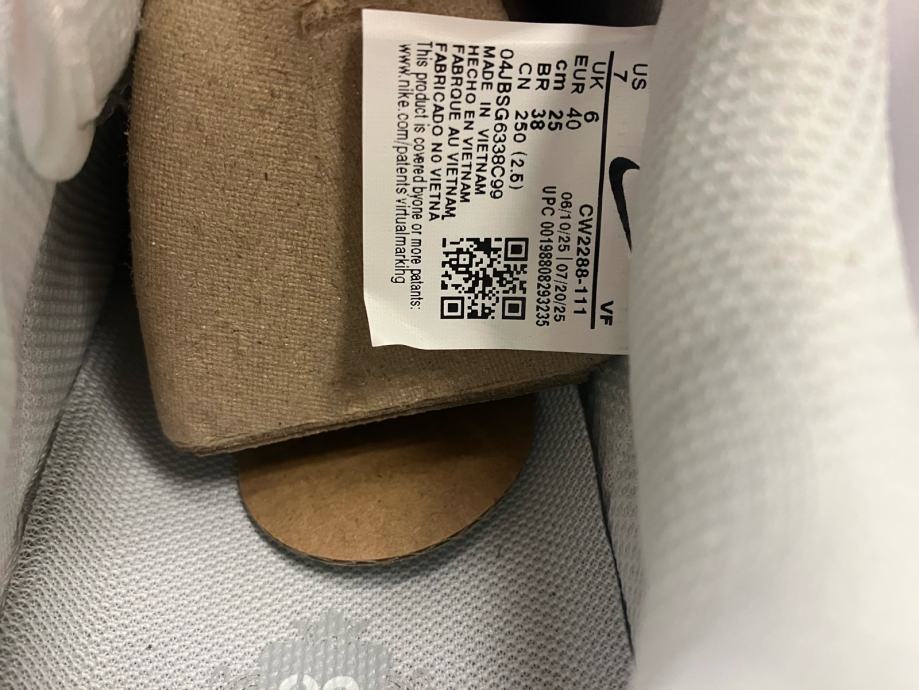 US 7
UK 6
EUR 40
cm 25
BR 38
CN 250 (2.5)
VF
CW2288-111
06/10/25 | 07/20/25
UPC 00198808293235
04JBSG6338C99
MADE IN VIETNAM
HECHO EN VIETNAM
FABRIQUE AU VIETNAM
FABRICADO NO VIETNA
This product is covered byone or more patants:
www.nike.com/patents virtualmarking